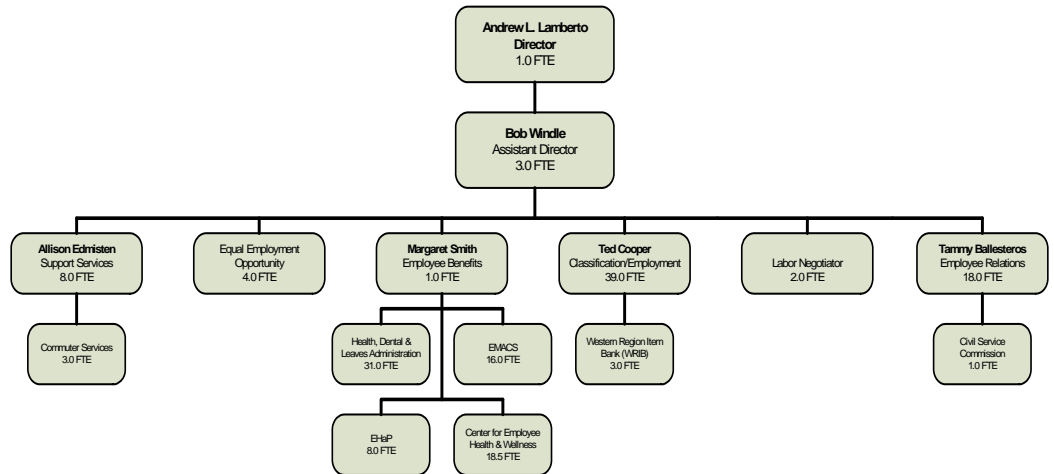 Andrew L. Lamberto
Director
1.0 FTE
Bob Windle
Assistant Director
3.0 FTE
Allison Edmisten
Support Services
8.0 FTE
Equal Employment
Opportunity
4.0 FTE
Margaret Smith
Employee Benefits
1.0 FTE
Ted Cooper
Classification/Employment
39.0 FTE
Labor Negotiator
2.0 FTE
Tammy Ballesteros
Employee Relations
18.0 FTE
Commuter Services
3.0 FTE
Health, Dental &
Leaves Administration
31.0 FTE
EMACS
16.0 FTE
Western Region Item
Bank (WRIB)
3.0 FTE
Civil Service
Commission
1.0 FTE
EHaP
8.0 FTE
Center for Employee
Health & Wellness
18.5 FTE